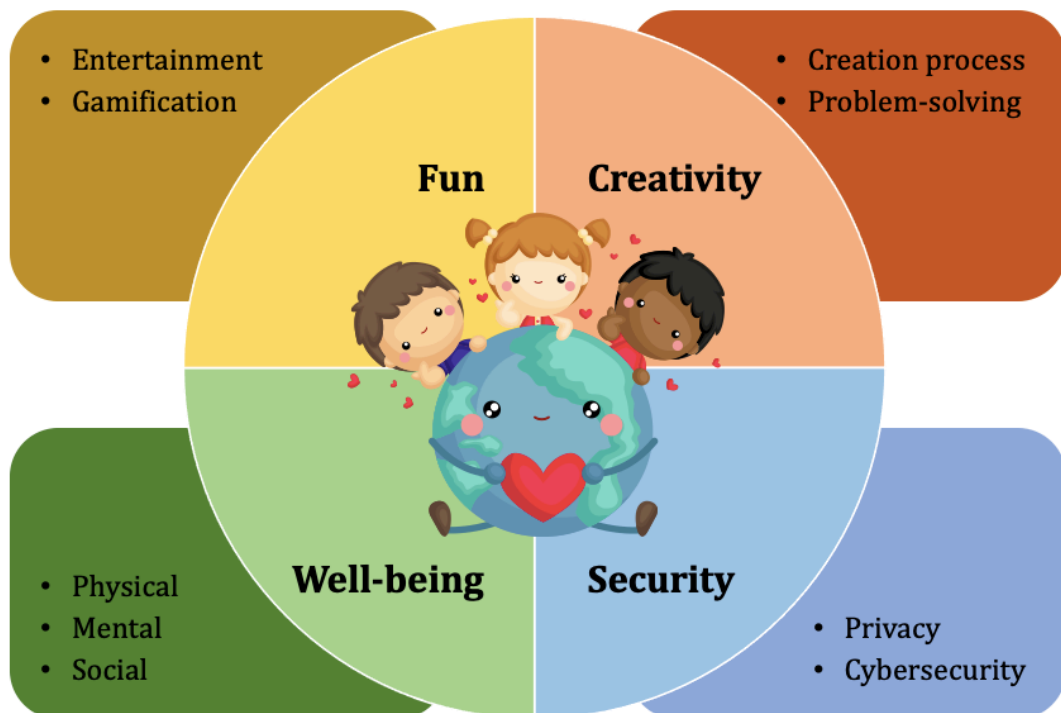 • Entertainment
• Gamification
• Creation process
• Problem-solving
Fun
Creativity
Well-being
Security
• Physical
• Mental
• Social
• Privacy
• Cybersecurity